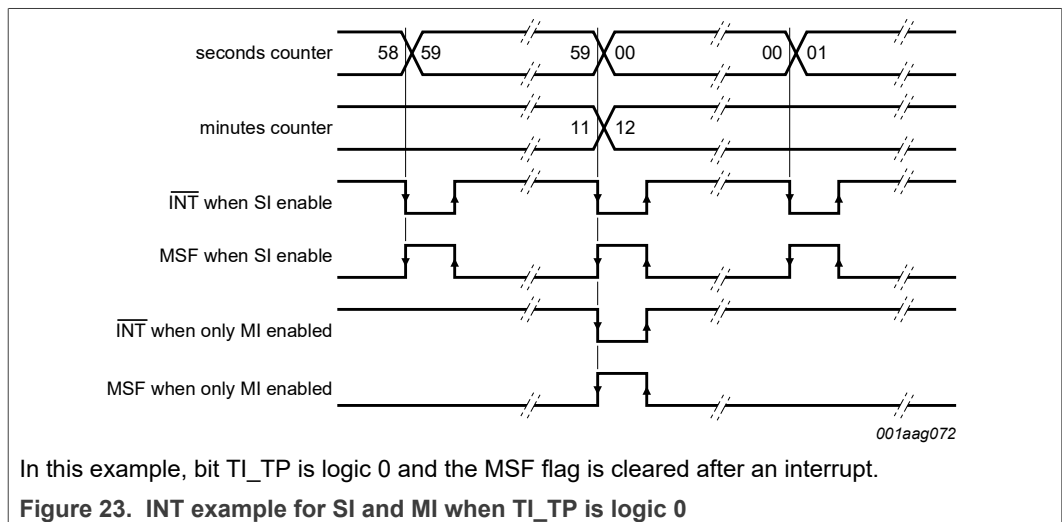 seconds counter
58 59 59 00 00 01
minutes counter
11 12
INT when SI enable
MSF when SI enable
INT when only MI enabled
MSF when only MI enabled
001aag072
In this example, bit TI_TP is logic 0 and the MSF flag is cleared after an interrupt.
Figure 23. INT example for SI and MI when TI_TP is logic 0